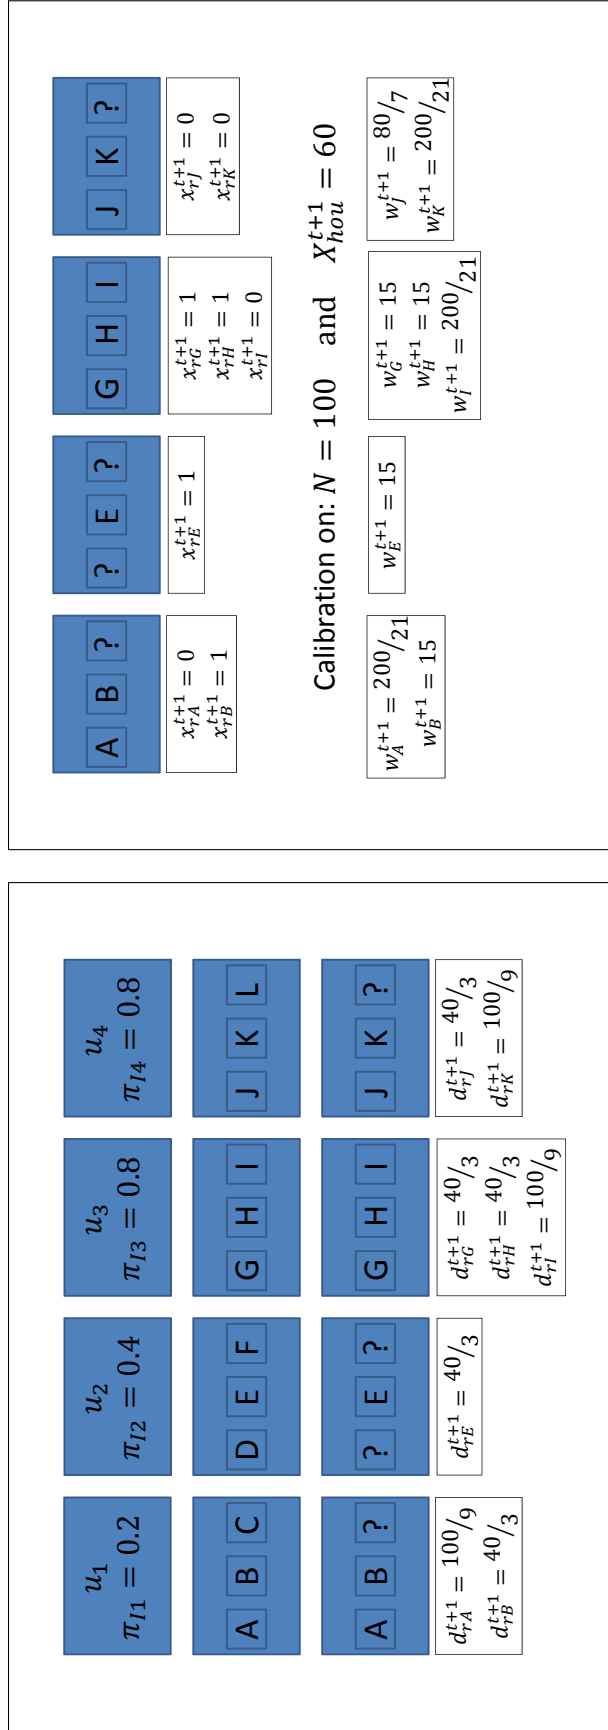 u₁ u₂ u₃ u₄
π_{I1} = 0.2 π_{I2} = 0.4 π_{I3} = 0.8 π_{I4} = 0.8
A B C D E F G H I J K L
A B ? ? E ? G H I J K ?
d_{rA}^{t+1} = 100/9
d_{rB}^{t+1} = 40/3
d_{rE}^{t+1} = 40/3
d_{rG}^{t+1} = 40/3
d_{rH}^{t+1} = 40/3
d_{rI}^{t+1} = 100/9
d_{rJ}^{t+1} = 40/3
d_{rK}^{t+1} = 100/9
A B ? ? E ? G H I J K ?
x_{rA}^{t+1} = 0
x_{rB}^{t+1} = 1
x_{rE}^{t+1} = 1
x_{rG}^{t+1} = 1
x_{rH}^{t+1} = 1
x_{rI}^{t+1} = 0
x_{rJ}^{t+1} = 0
x_{rK}^{t+1} = 0
Calibration on: N = 100 and X_{hou}^{t+1} = 60
w_A^{t+1} = 200/21
w_B^{t+1} = 15
w_E^{t+1} = 15
w_G^{t+1} = 15
w_H^{t+1} = 15
w_I^{t+1} = 200/21
w_J^{t+1} = 80/7
w_K^{t+1} = 200/21